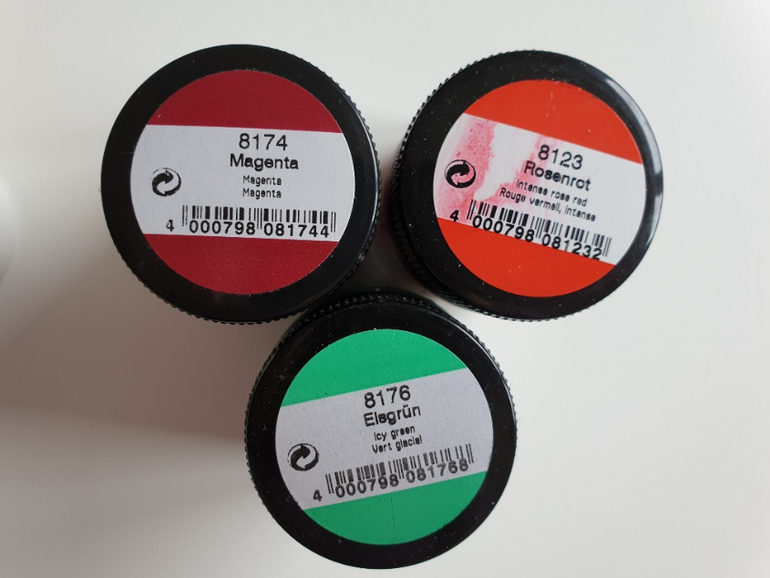 8174
Magenta
Magenta
Magenta
4 000798 081744
8123
Rosenrot
Intense rose red
Rouge vermeil, intense
4 000798 081232
8176
Eisgrün
Icy green
Vert glacial
4 000798 081768